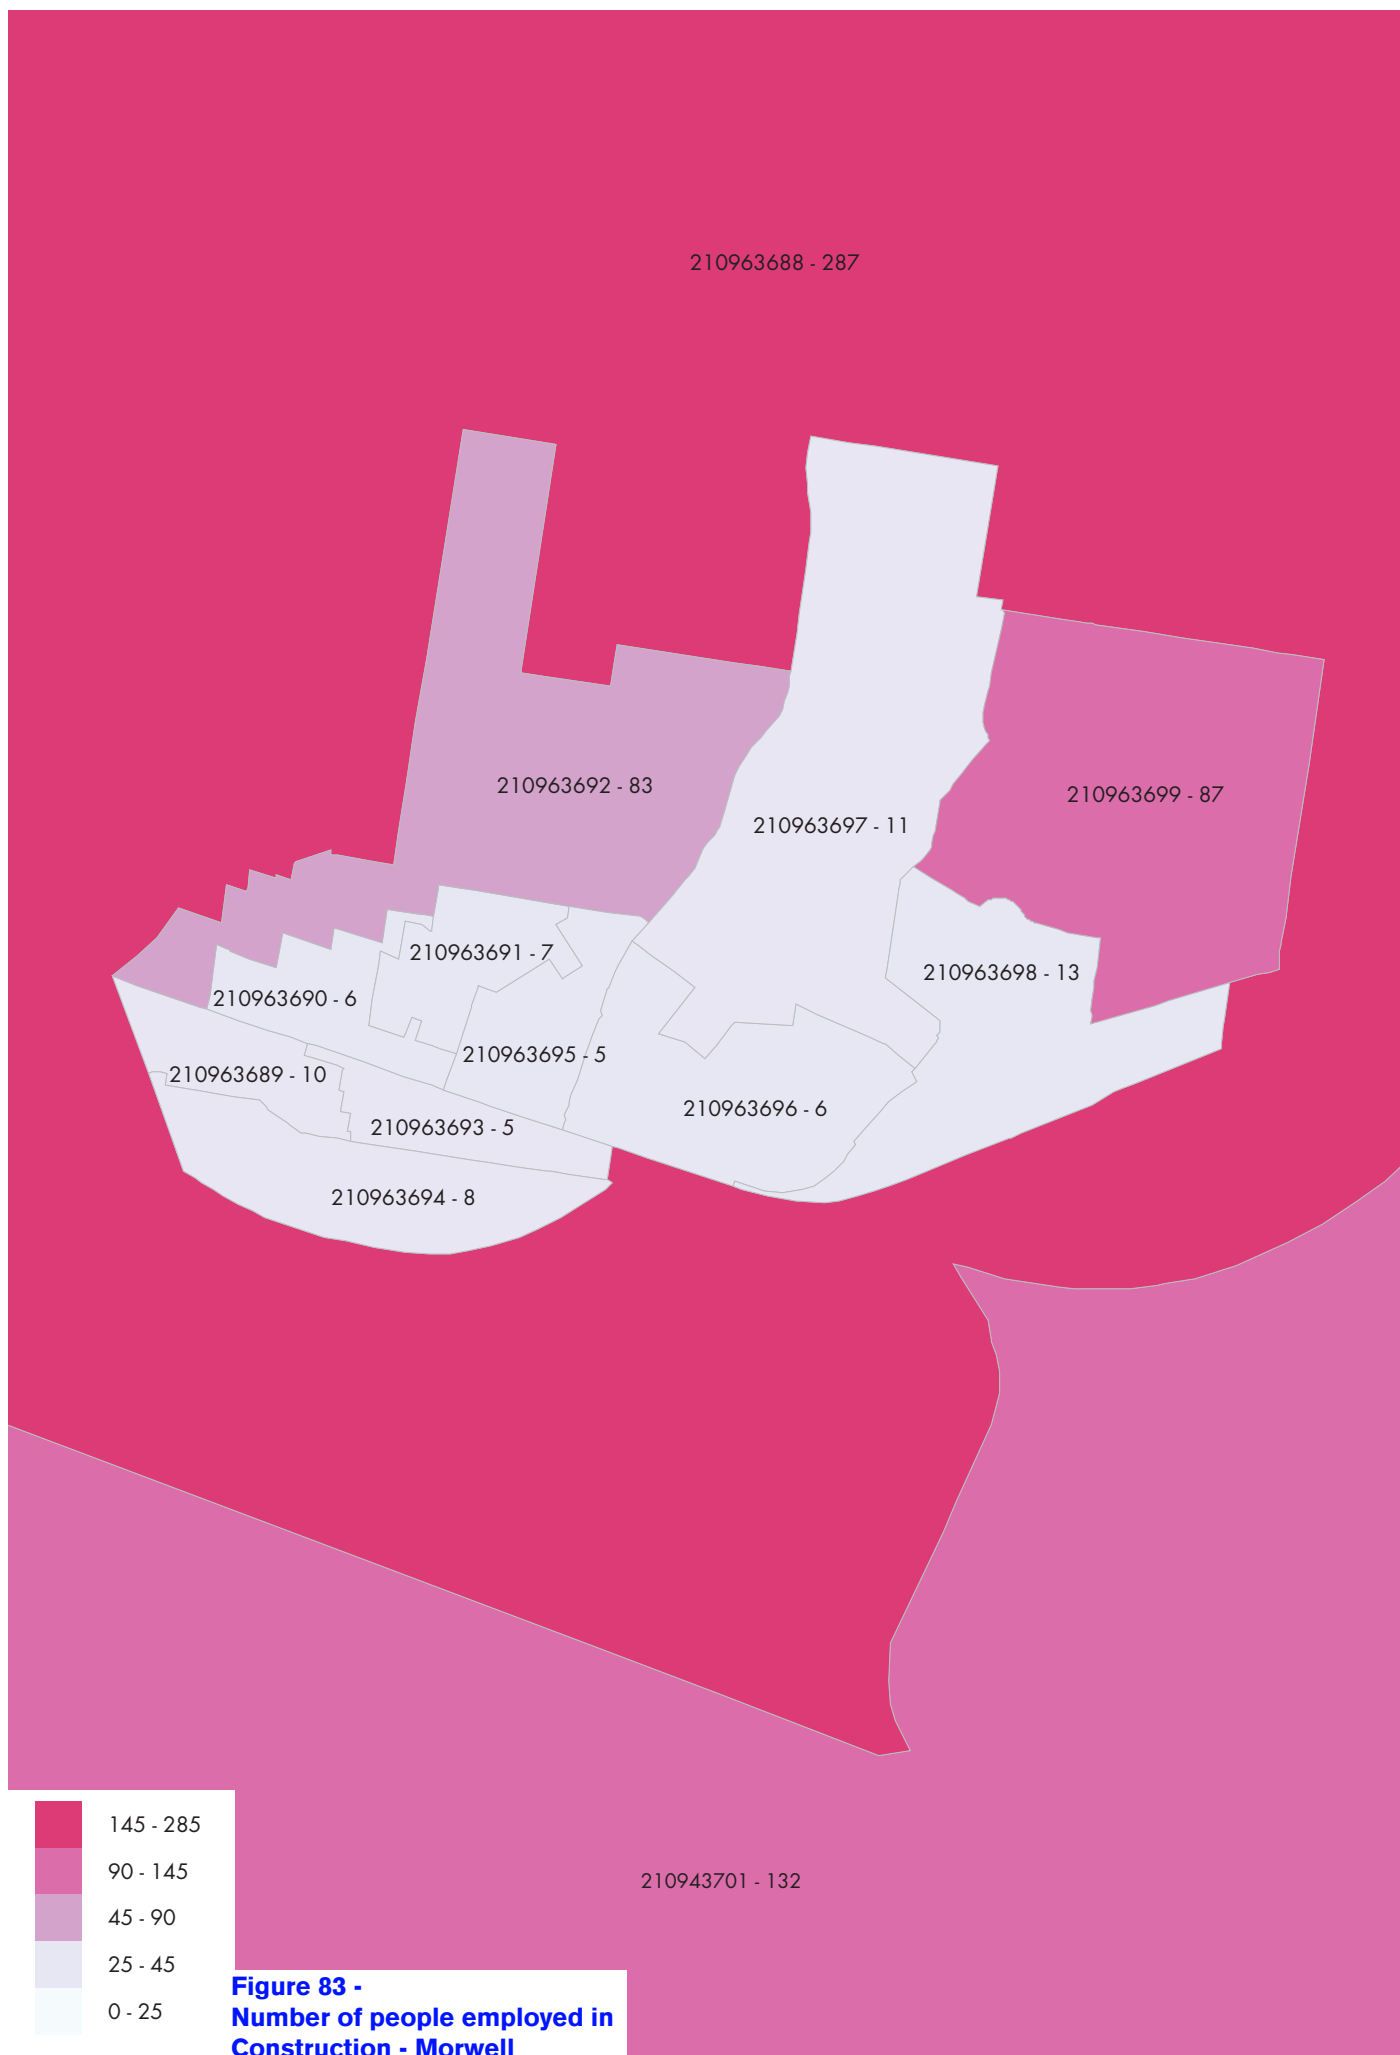 210963688 - 287
210963692 - 83
210963699 - 87
210963697 - 11
210963691 - 7
210963698 - 13
210963690 - 6
210963695 - 5
210963689 - 10
210963696 - 6
210963693 - 5
210963694 - 8
210943701 - 132
145 - 285
90 - 145
45 - 90
25 - 45
0 - 25
Figure 83 -
Number of people employed in
Construction - Morwell